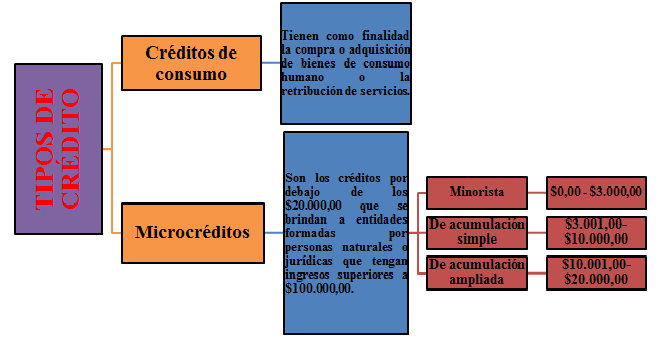 TIPOS DE
CRÉDITO
Créditos de
consumo
Tienen como finalidad
la compra o adquisición
de bienes de consumo
humano o la
retribución de servicios.
Microcréditos
Son los créditos por
debajo de los
$20.000,00 que se
brindan a entidades
formadas por
personas naturales o
jurídicas que tengan
ingresos superiores a
$100.000,00.
Minorista
$0,00 - $3.000,00
De acumulación
simple
$3.001,00-
$10.000,00
De acumulación
ampliada
$10.001,00-
$20.000,00